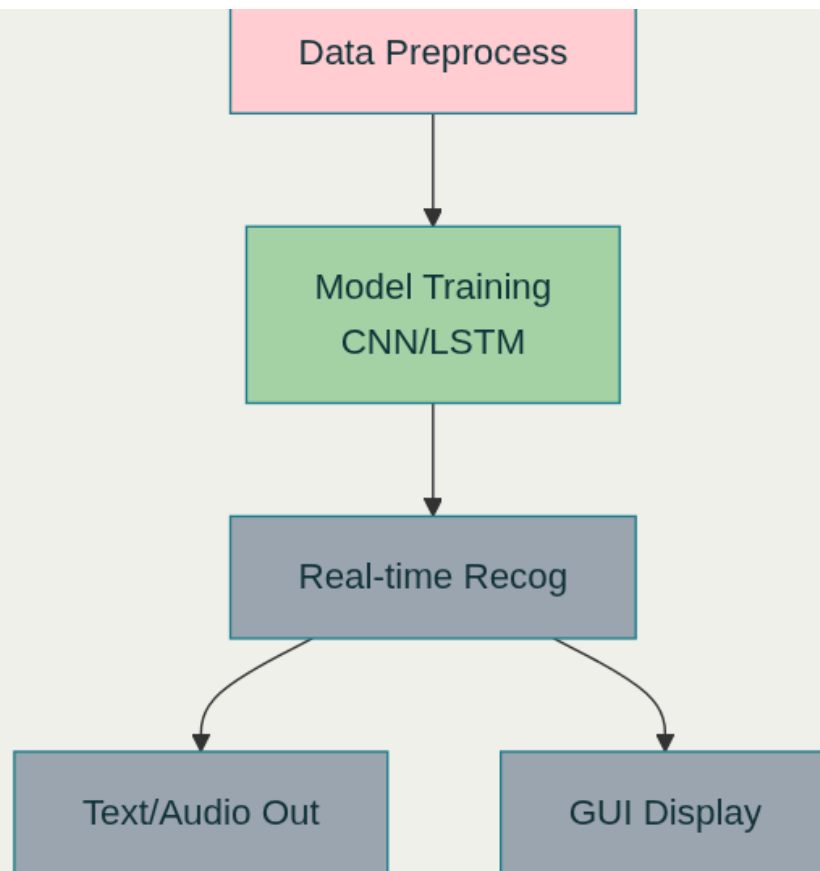 Data Preprocess
Model Training
CNN/LSTM
Real-time Recog
Text/Audio Out
GUI Display